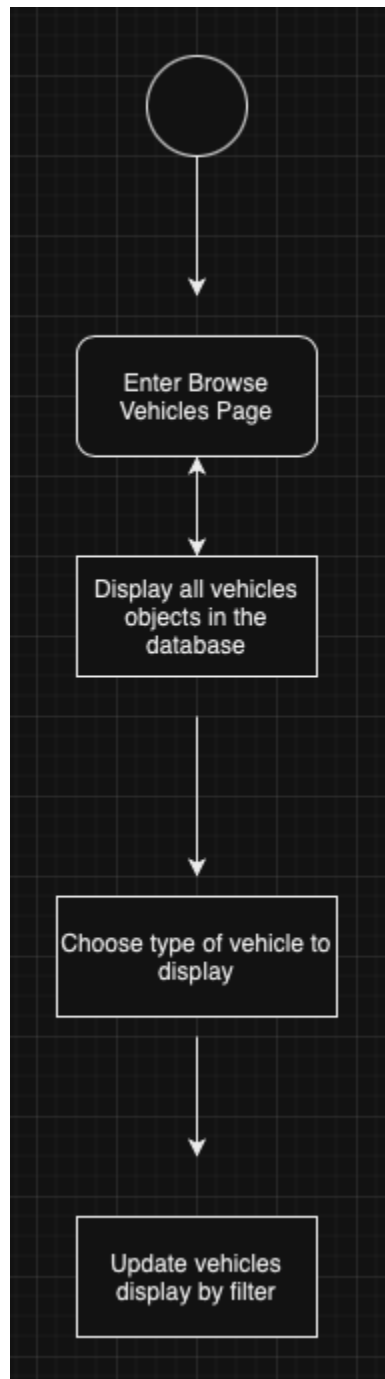 Enter Browse
Vehicles Page
Display all vehicles
objects in the
database
Choose type of vehicle to
display
Update vehicles
display by filter